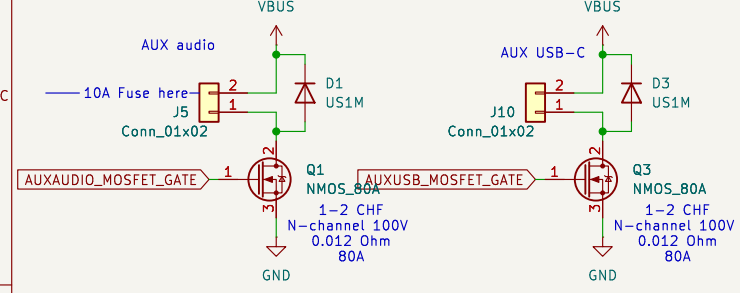 VBUS
VBUS
AUX audio
AUX USB-C
10A Fuse here
2
1
J5
Conn_01x02
D1
US1M
2
1
J10
Conn_01x02
D3
US1M
AUXAUDIO_MOSFET_GATE
1
2
3
Q1
NMOS_80A
AUXUSB_MOSFET_GATE
1
2
3
Q3
NMOS_80A
1-2 CHF
N-channel 100V
0.012 Ohm
80A
1-2 CHF
N-channel 100V
0.012 Ohm
80A
GND
GND
C